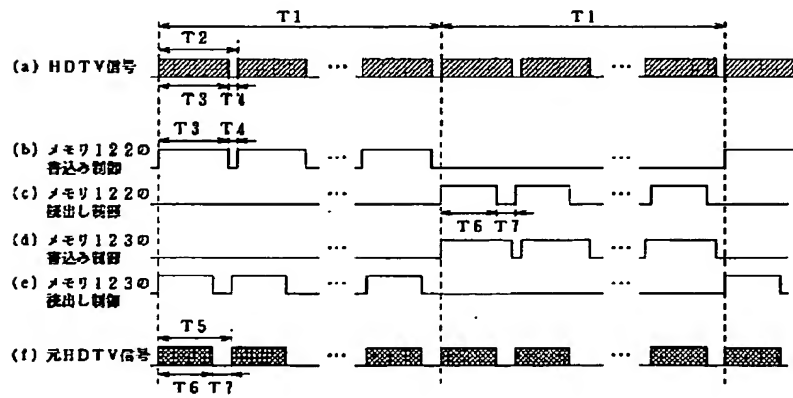 T1 T1
T2
(a) HDTV信号
...
...
T3 T4
T3 T4
(b) メモリ122の
書込み制御
...
...
(c) メモリ122の
読出し制御
...
T6 T7
(d) メモリ123の
書込み制御
...
(e) メモリ123の
読出し制御
...
...
T5
(f) 元HDTV信号
...
...
T6 T7